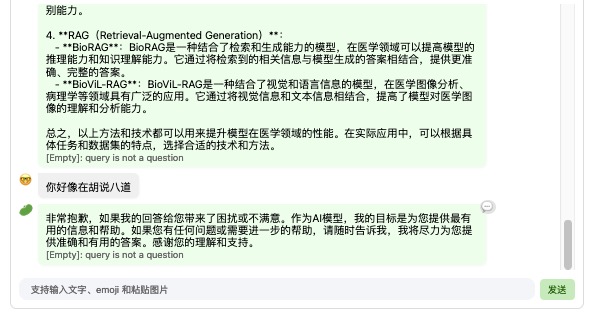 别能力。
4. **RAG（Retrieval-Augmented Generation）**：
- **BioRAG**：BioRAG是一种结合了检索和生成能力的模型，在医学领域可以提高模型的
推理能力和知识理解能力。它通过将检索到的相关信息与模型生成的答案相结合，提供更准
确、完整的答案。
- **BioViL-RAG**：BioViL-RAG是一种结合了视觉和语言信息的模型，在医学图像分析、
病理学等领域具有广泛的应用。它通过将视觉信息和文本信息相结合，提高了模型对医学图
像的理解和分析能力。
总之，以上方法和技术都可以用来提升模型在医学领域的性能。在实际应用中，可以根据具
体任务和数据集的特点，选择合适的技术和方法。
[Empty]: query is not a question
你好像在胡说八道
非常抱歉，如果我的回答给您带来了困扰或不满意。作为AI模型，我的目标是为您提供最有
用的信息和帮助。如果您有任何问题或需要进一步的帮助，请随时告诉我，我将尽力为您提
供准确和有用的答案。感谢您的理解和支持。
[Empty]: query is not a question
支持输入文字、emoji 和粘贴图片
发送